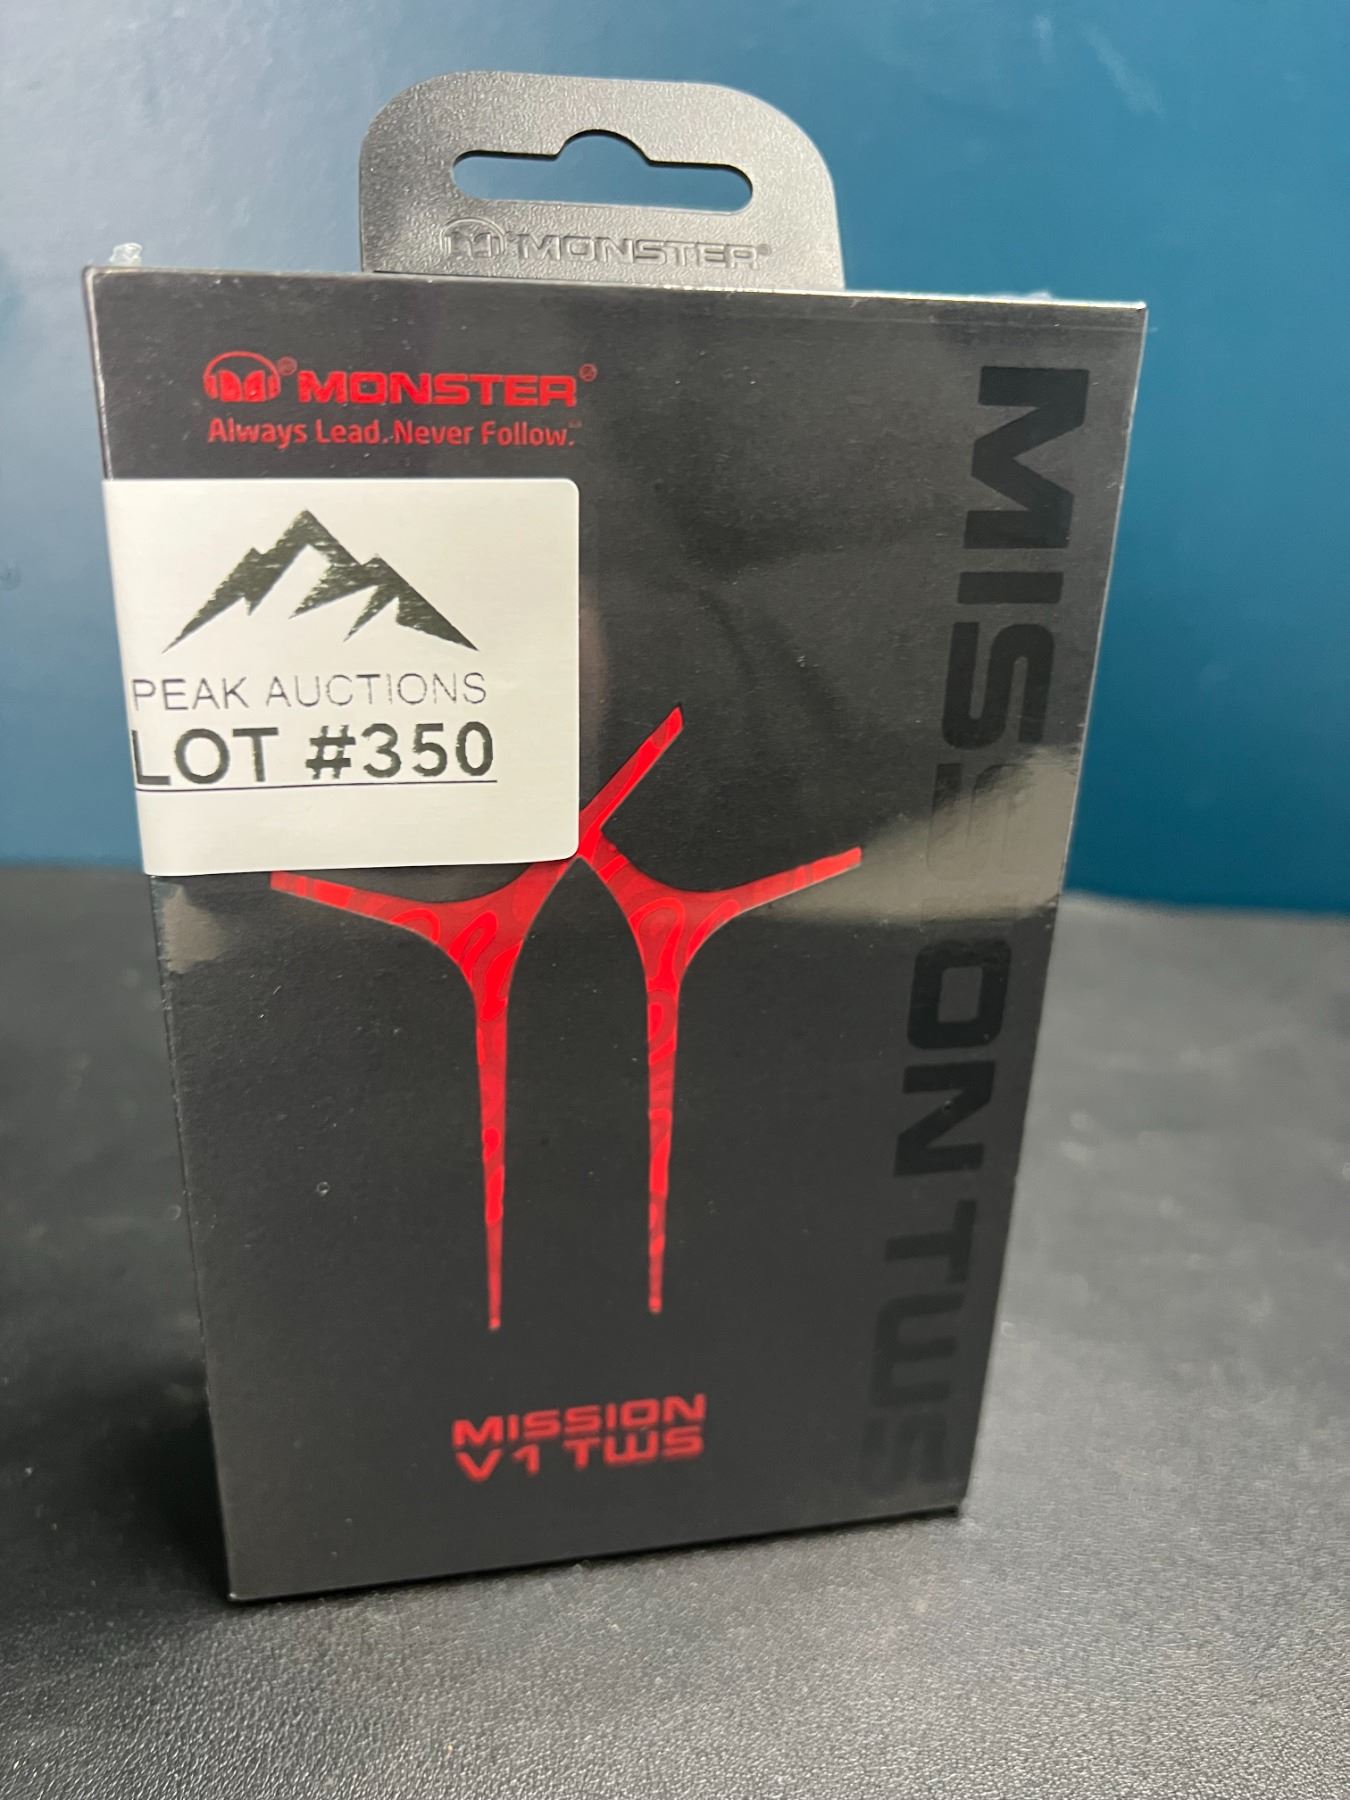 MONSTER®
MONSTER®
Always Lead. Never Follow.
PEAK AUCTIONS
LOT #350
MISSION TWS
MISSION
V1 TWS